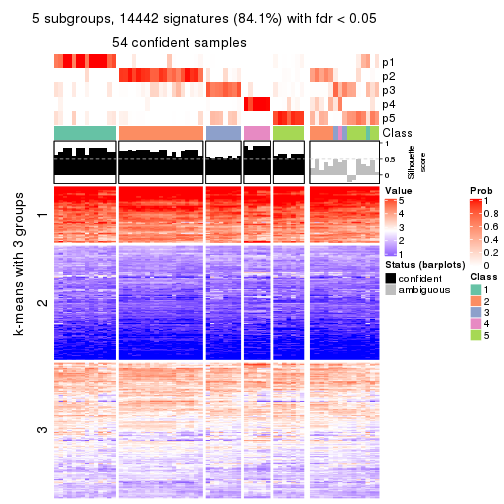 5 subgroups, 14442 signatures (84.1%) with fdr < 0.05
54 confident samples
p1
p2
p3
p4
p5
Class
1
0.5
0
Silhouette
score
k-means with 3 groups
1
2
3
Value
5
4
3
2
1
Status (barplots)
confident
ambiguous
Prob
1
0.8
0.6
0.4
0.2
0
Class
1
2
3
4
5